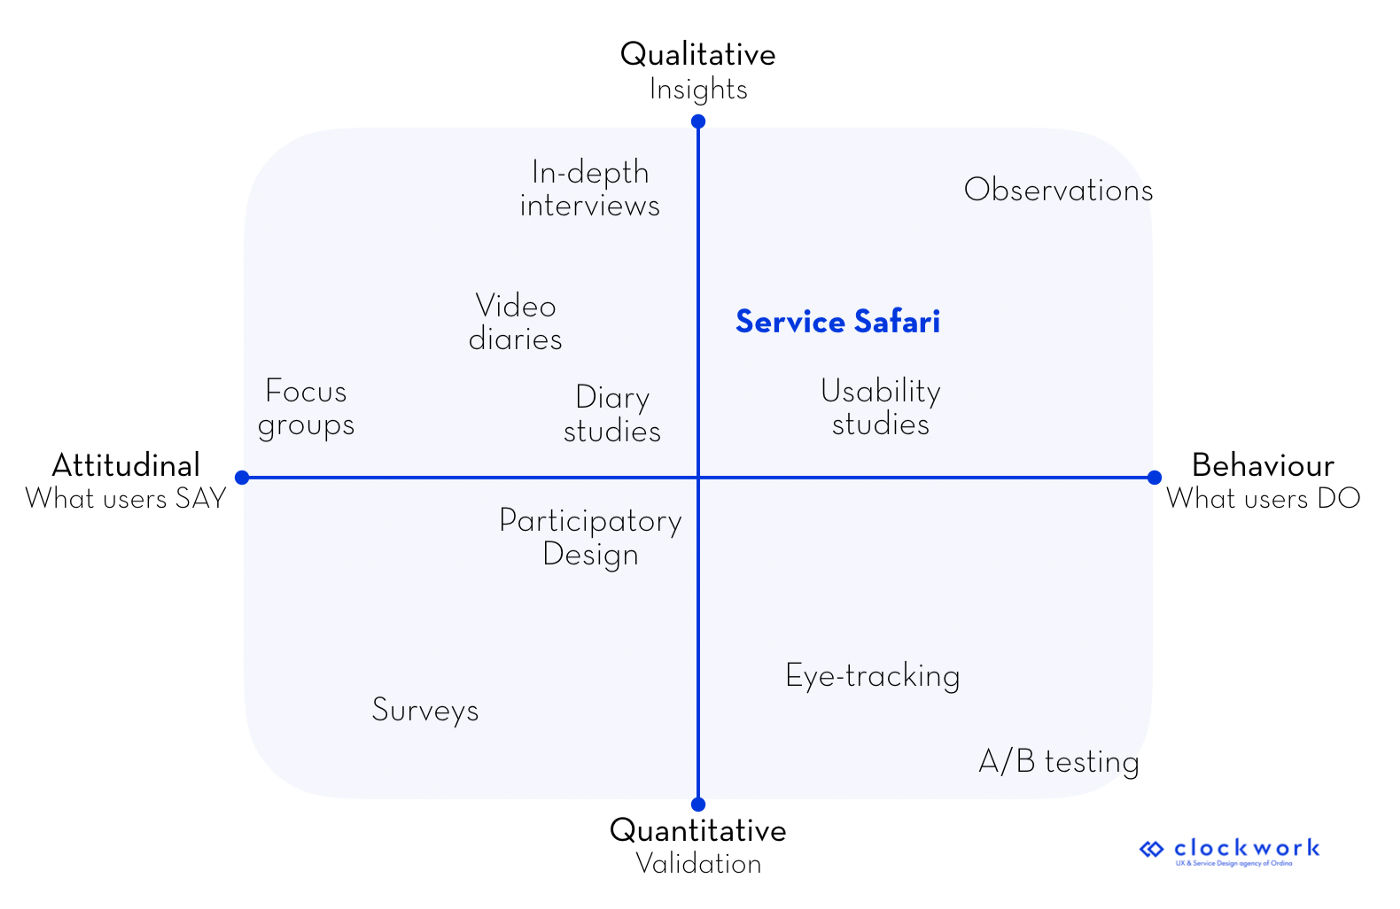 Qualitative
Insights
In-depth
interviews
Observations
Video
diaries
Service Safari
Focus
groups
Diary
studies
Usability
studies
Attitudinal
What users SAY
Behaviour
What users DO
Participatory
Design
Eye-tracking
Surveys
A/B testing
Quantitative
Validation
clockwork
UX & Service Design agency of Ordina